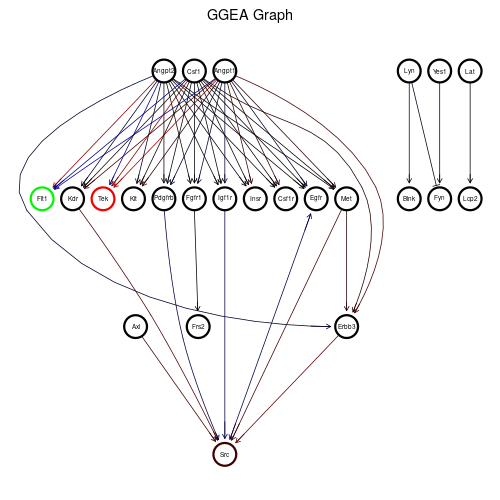 GGEA Graph
Angpt2 Csf1 Angpt1 Lyn Yes1 Lat
Flt1 Kdr Tek Kit Pdgfrb Fgfr1 Igf1r Insr Csf1r Egfr Met Blnk Fyn Lcp2
Axl Frs2 Erbb3
Src